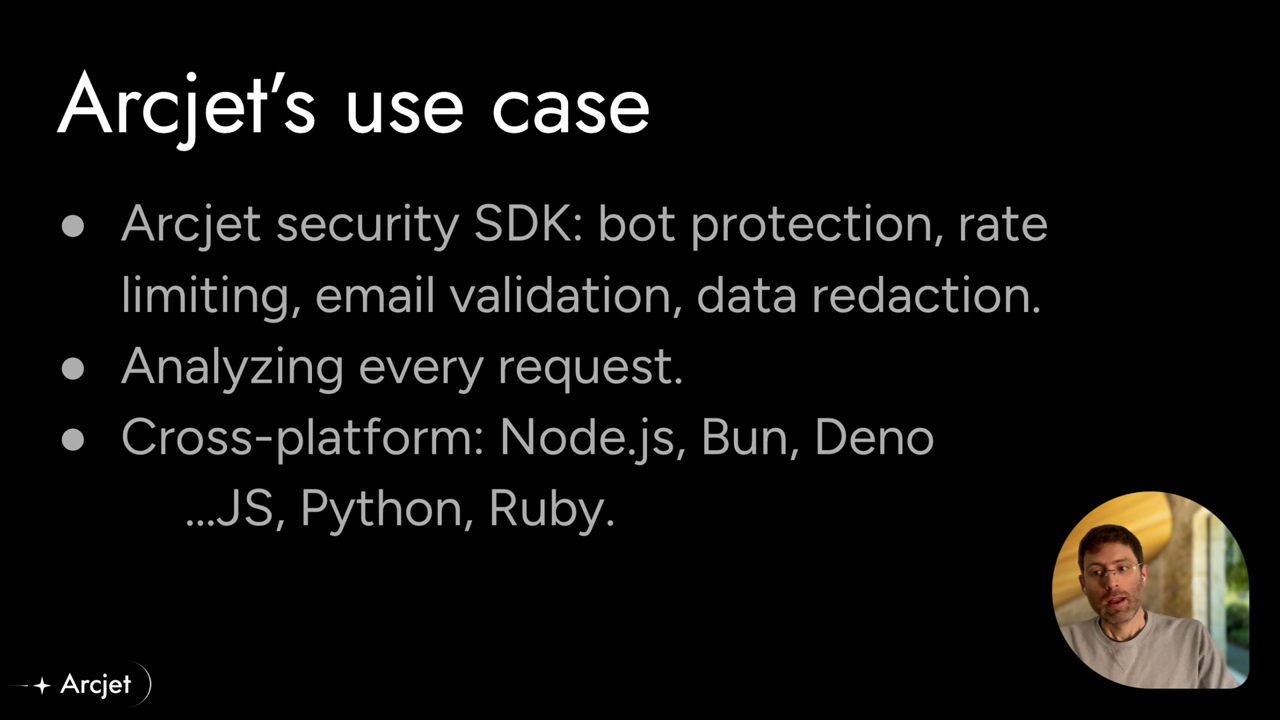 Arcjet’s use case
● Arcjet security SDK: bot protection, rate
limiting, email validation, data redaction.
● Analyzing every request.
● Cross-platform: Node.js, Bun, Deno
...JS, Python, Ruby.
Arcjet